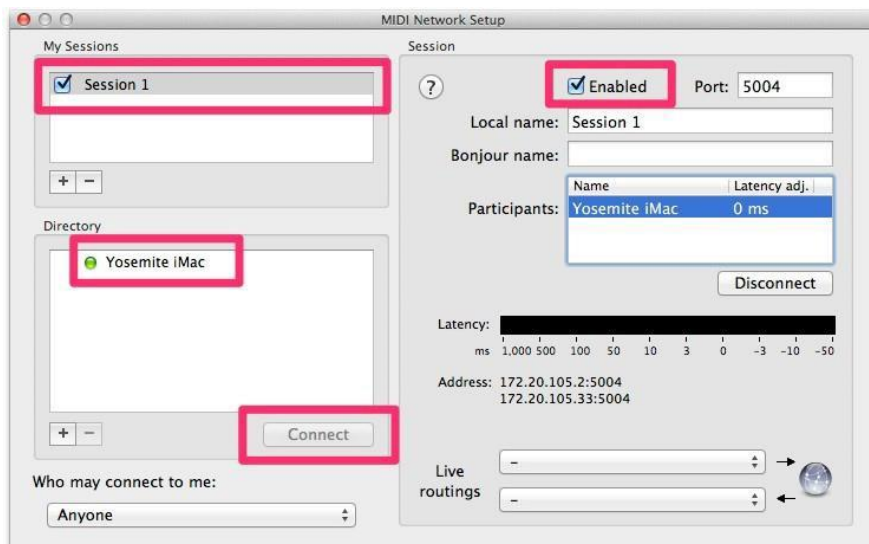 MIDI Network Setup
My Sessions
Session 1
+ −
Directory
Yosemite iMac
+ −
Connect
Who may connect to me:
Anyone
Session
?
Enabled
Port: 5004
Local name: Session 1
Bonjour name:
Name Latency adj.
Participants: Yosemite iMac 0 ms
Disconnect
Latency:
ms 1,000 500 100 50 10 3 0 -3 -10 -50
Address: 172.20.105.2:5004
172.20.105.33:5004
Live
routings
-
-